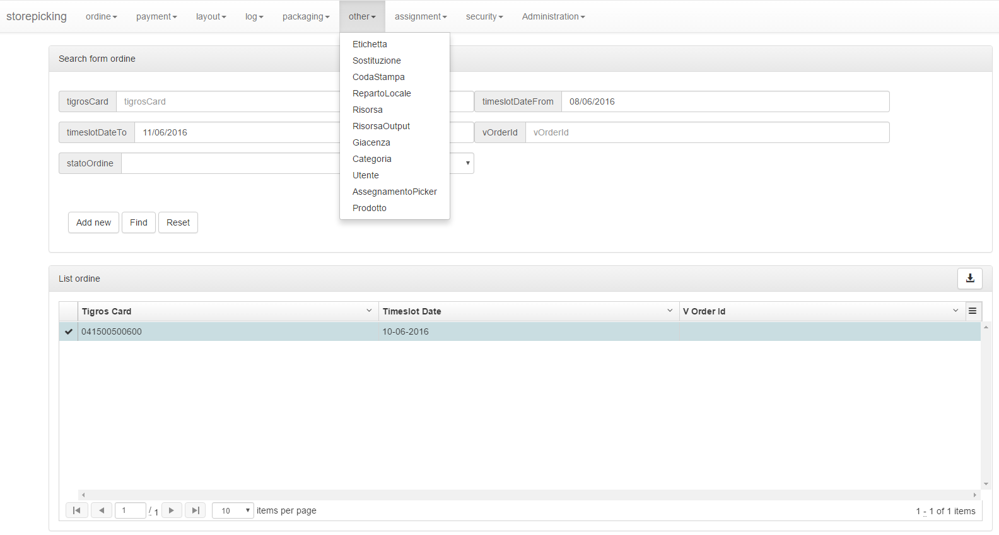 storepicking ordine payment layout log packaging other assignment security Administration
Etichetta
Sostituzione
CodaStampa
RepartoLocale
Risorsa
RisorsaOutput
Giacenza
Categoria
Utente
AssegnamentoPicker
Prodotto
Search form ordine
tigrosCard tigrosCard timeslotDateFrom 08/06/2016
timeslotDateTo 11/06/2016 vOrderId vOrderId
statoOrdine
Add new Find Reset
List ordine
Tigros Card Timeslot Date V Order Id
041500500600 10-06-2016
1 / 1 10 items per page 1 - 1 of 1 items